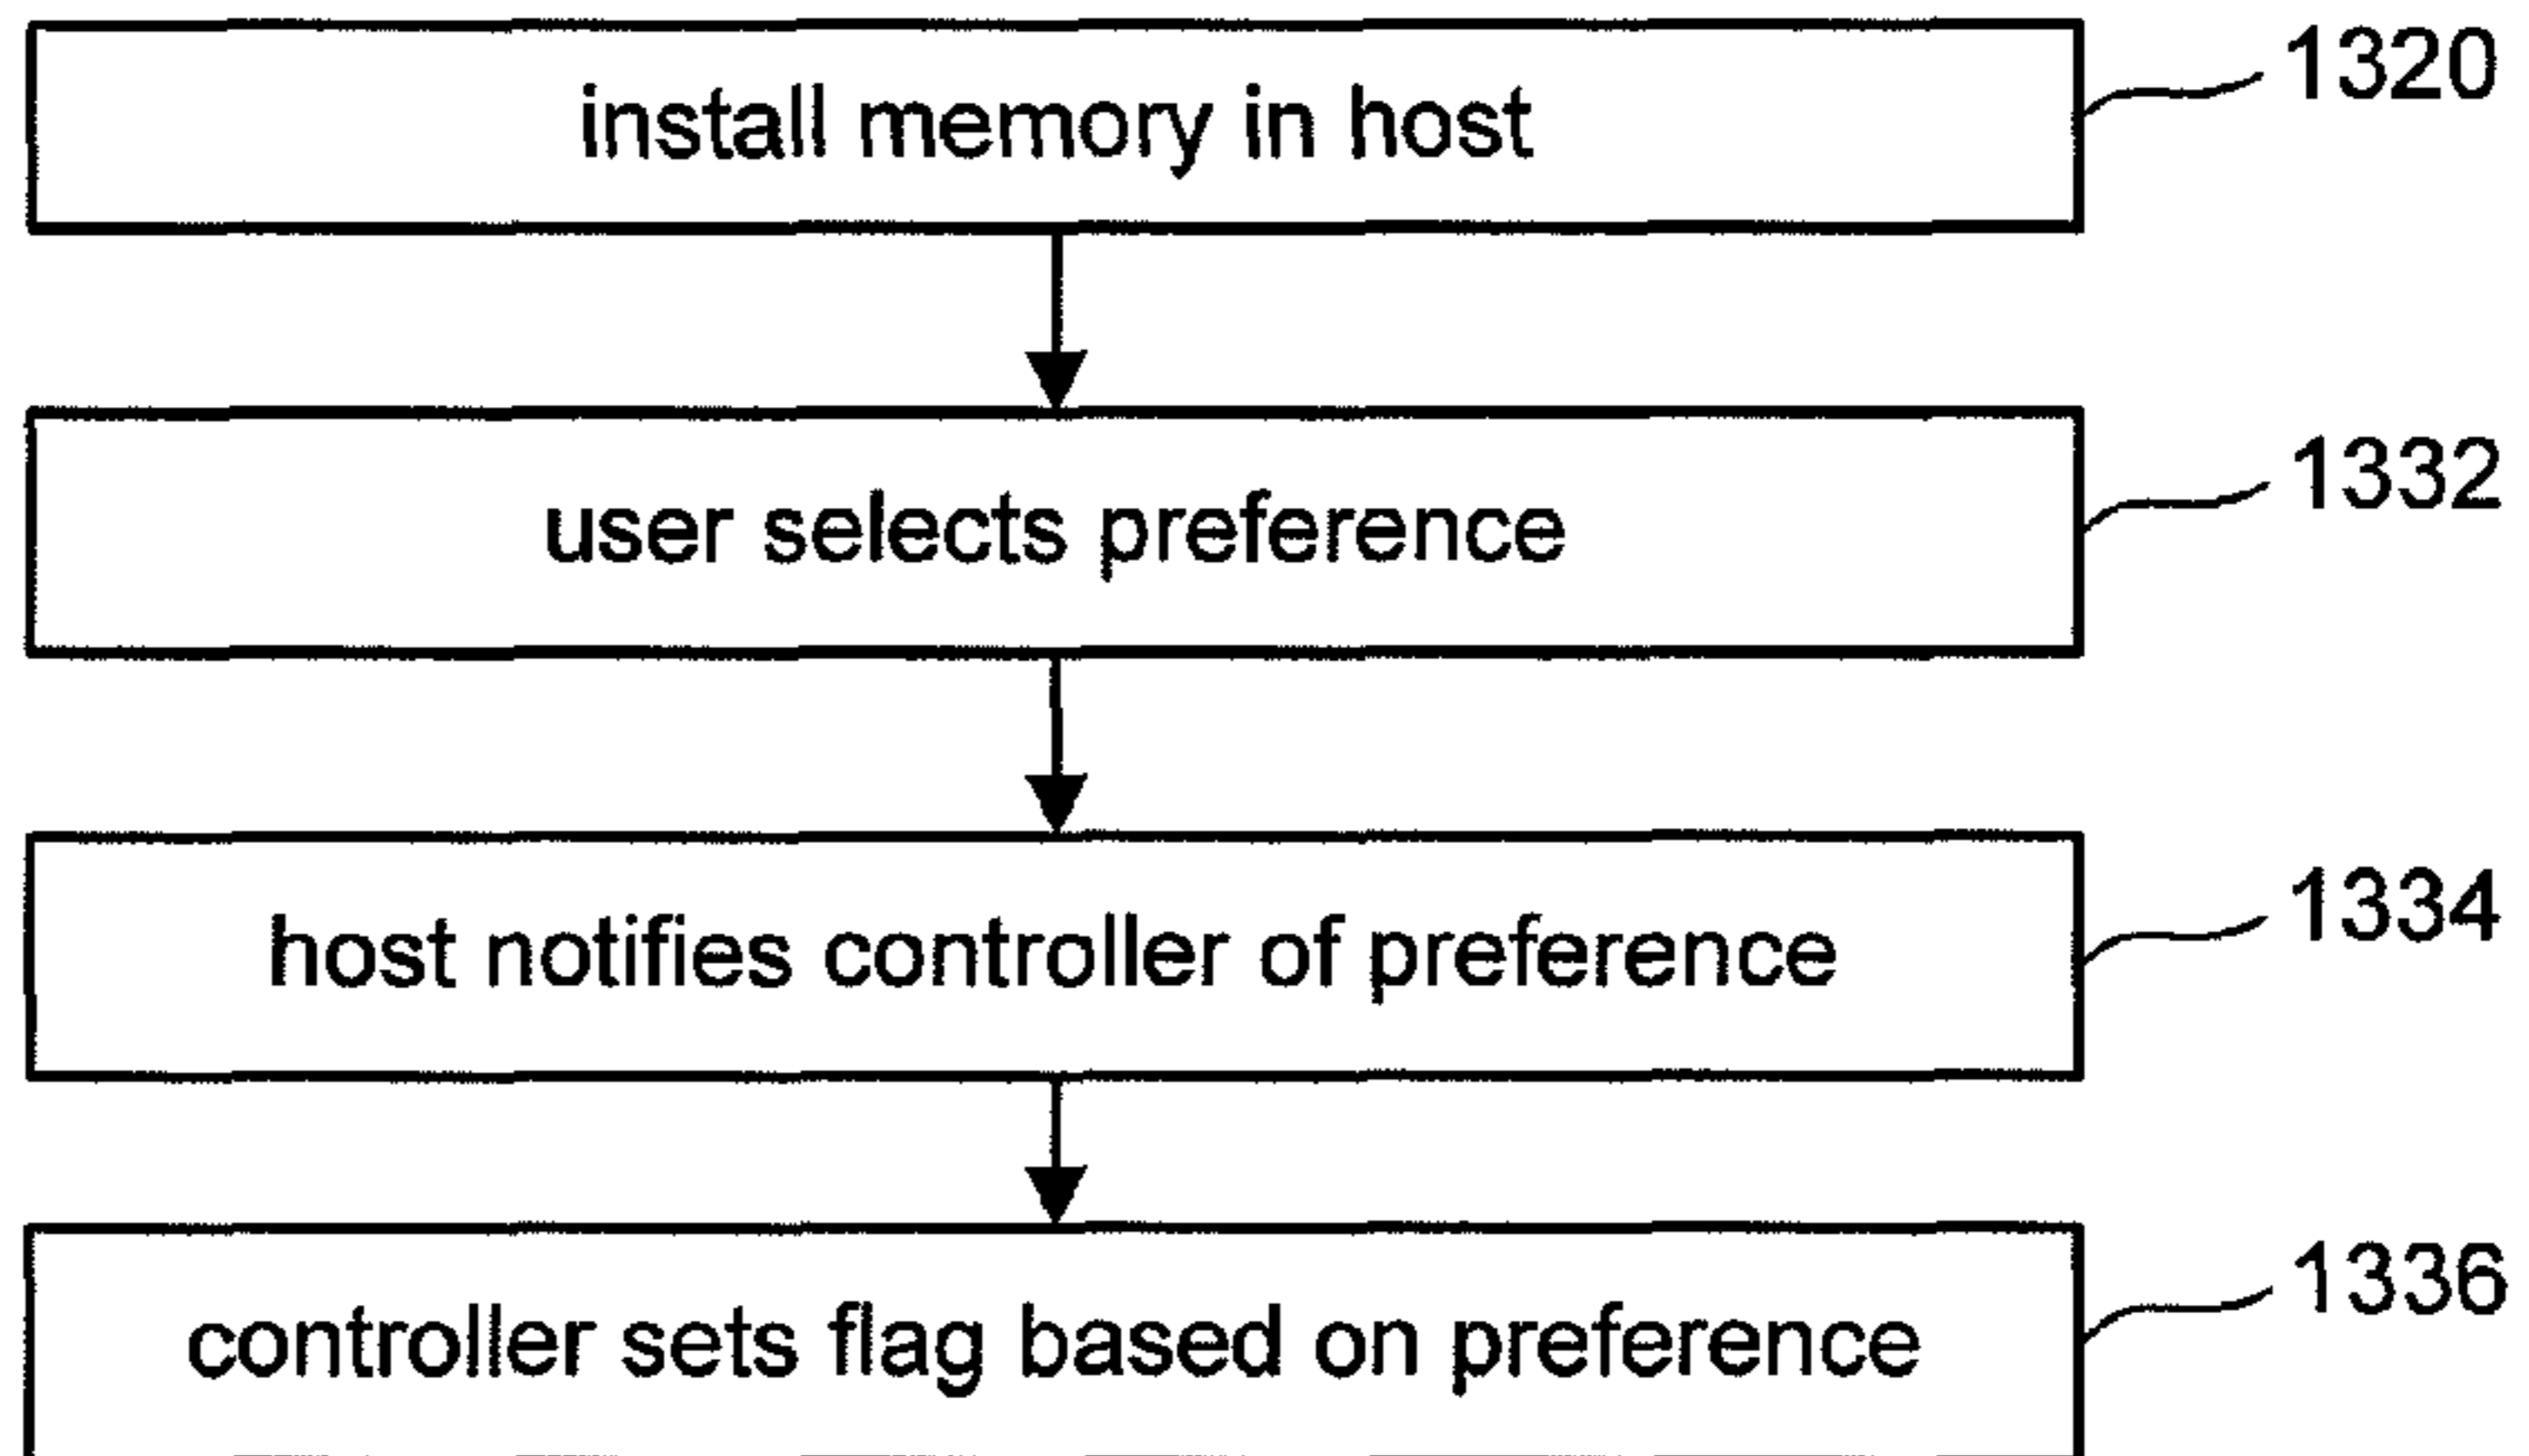 install memory in host
1320
user selects preference
1332
host notifies controller of preference
1334
controller sets flag based on preference
1336